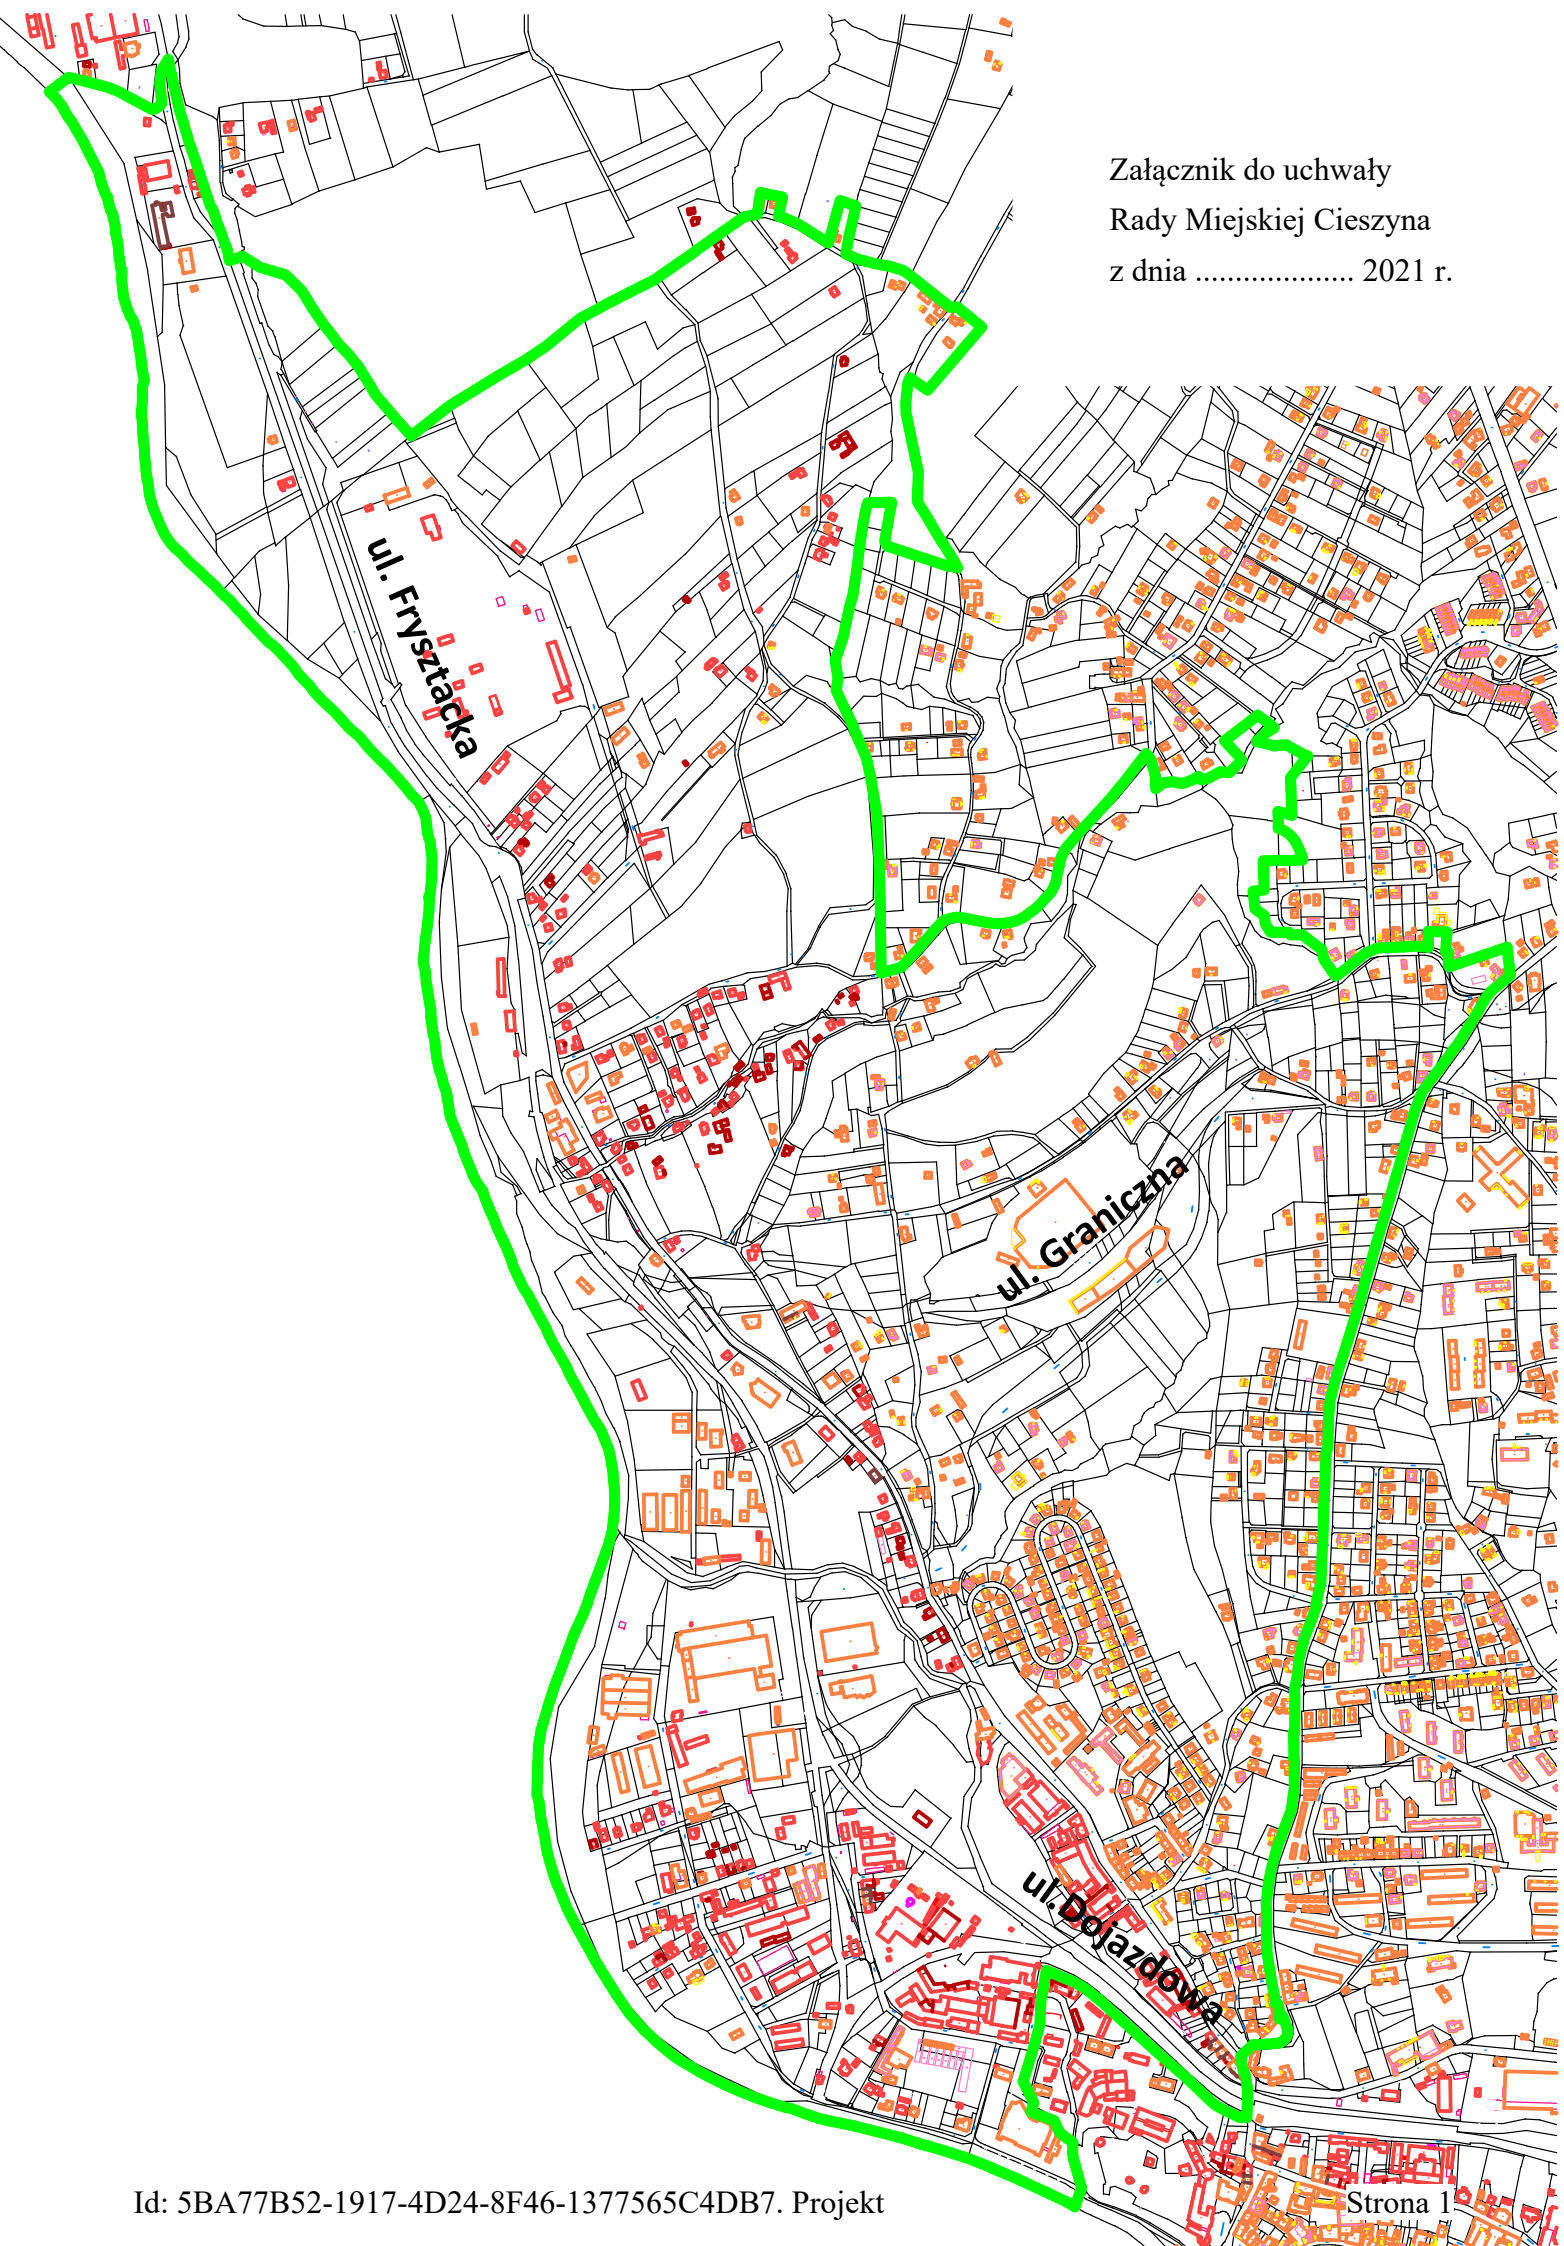 Załącznik do uchwały
Rady Miejskiej Cieszyna
z dnia .................... 2021 r.
ul. Frysztacka
ul. Graniczna
ul. Dojazdowa
Id: 5BA77B52-1917-4D24-8F46-1377565C4DB7. Projekt
Strona 1